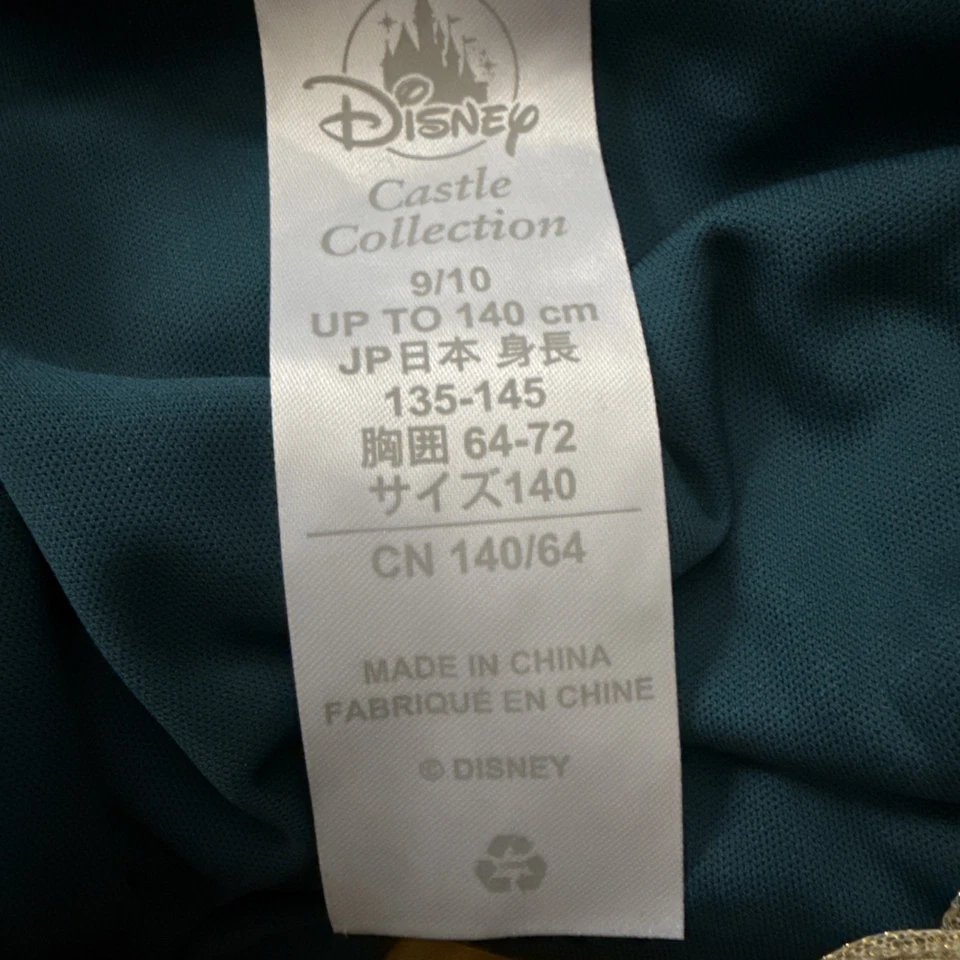 Disney
Castle
Collection
9/10
UP TO 140 cm
JP日本 身長
135-145
胸囲 64-72
サイズ140
CN 140/64
MADE IN CHINA
FABRIQUÉ EN CHINE
© DISNEY